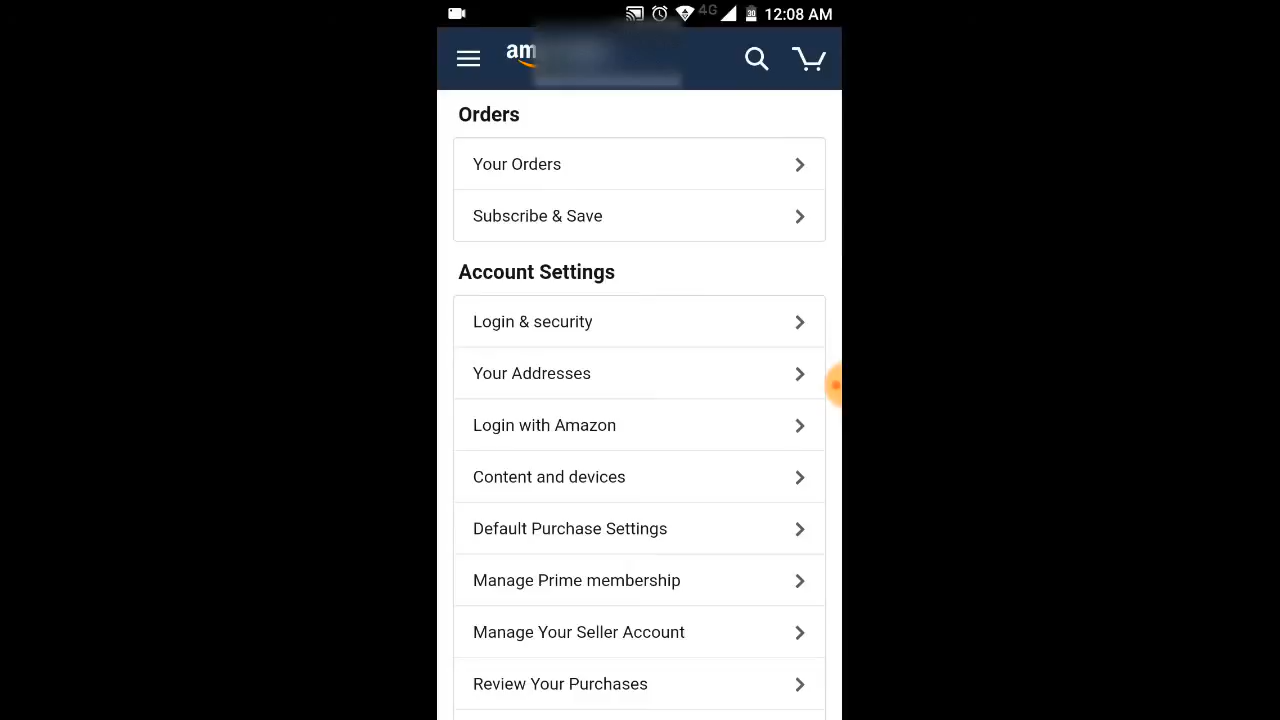 4G
30
12:08 AM
am
Orders
Your Orders
Subscribe & Save
Account Settings
Login & security
Your Addresses
Login with Amazon
Content and devices
Default Purchase Settings
Manage Prime membership
Manage Your Seller Account
Review Your Purchases